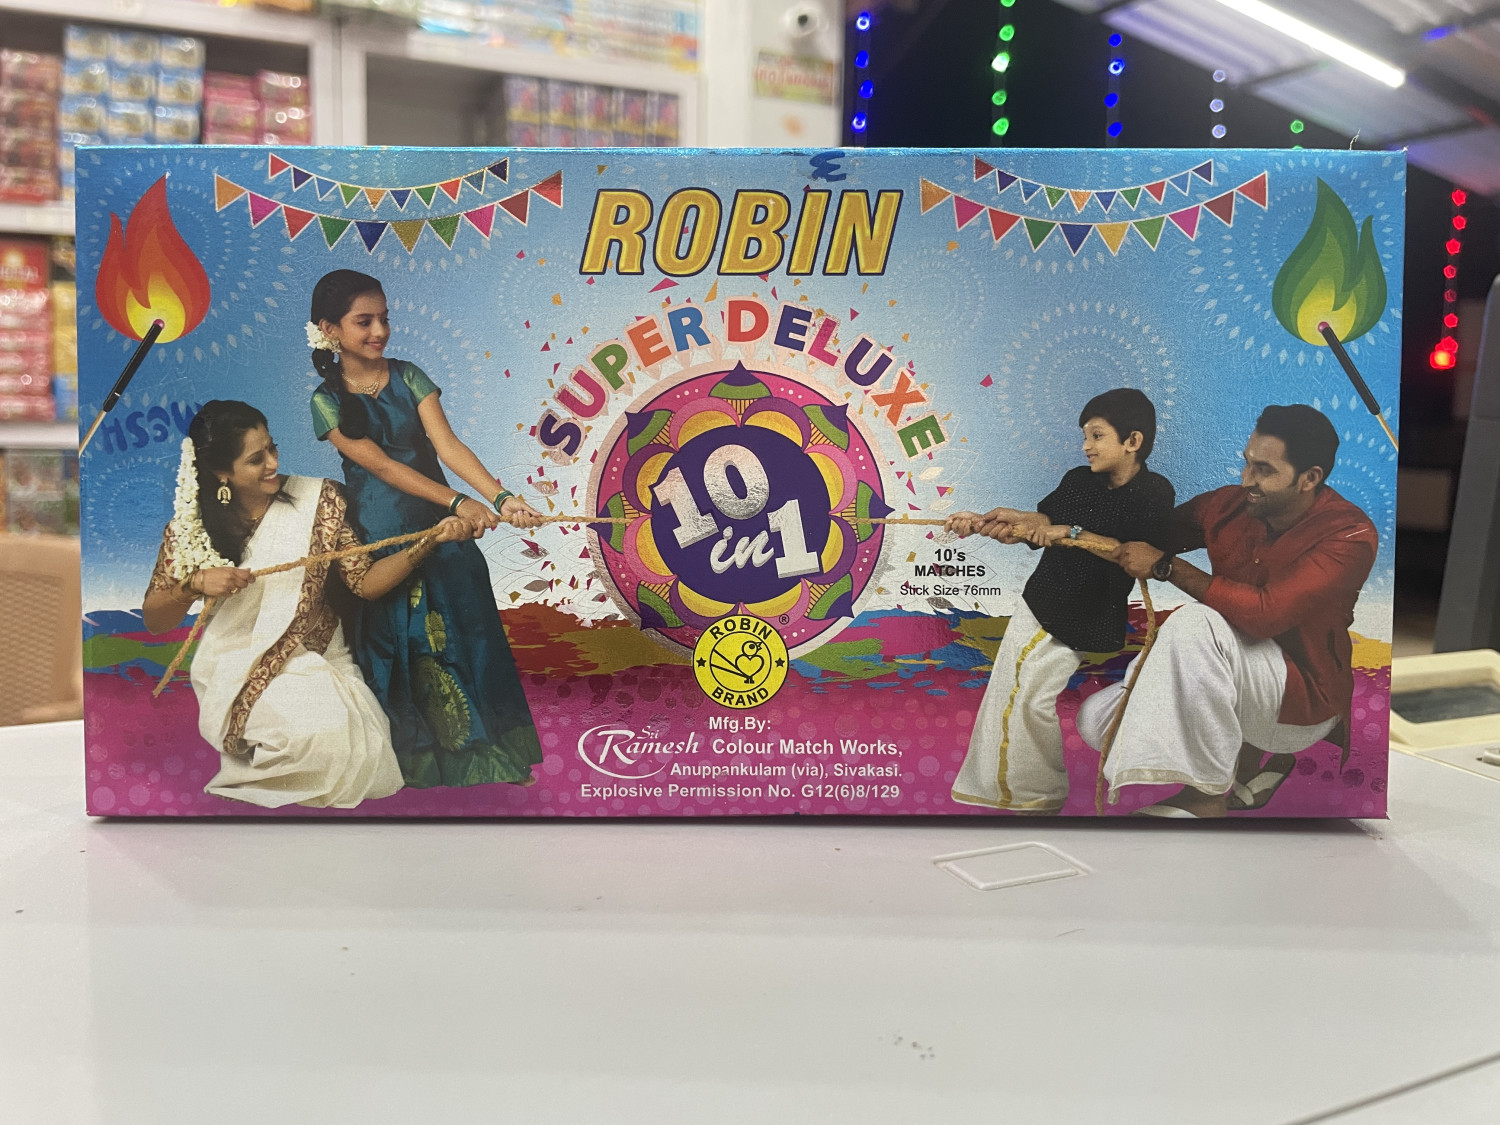 ROBIN
SUPER DELUXE
10
in 1
10's
MATCHES
Stick Size 76mm
ROBIN
®
BRAND
Mfg.By:
Sri
Ramesh Colour Match Works,
Anuppankulam (via), Sivakasi.
Explosive Permission No. G12(6)8/129